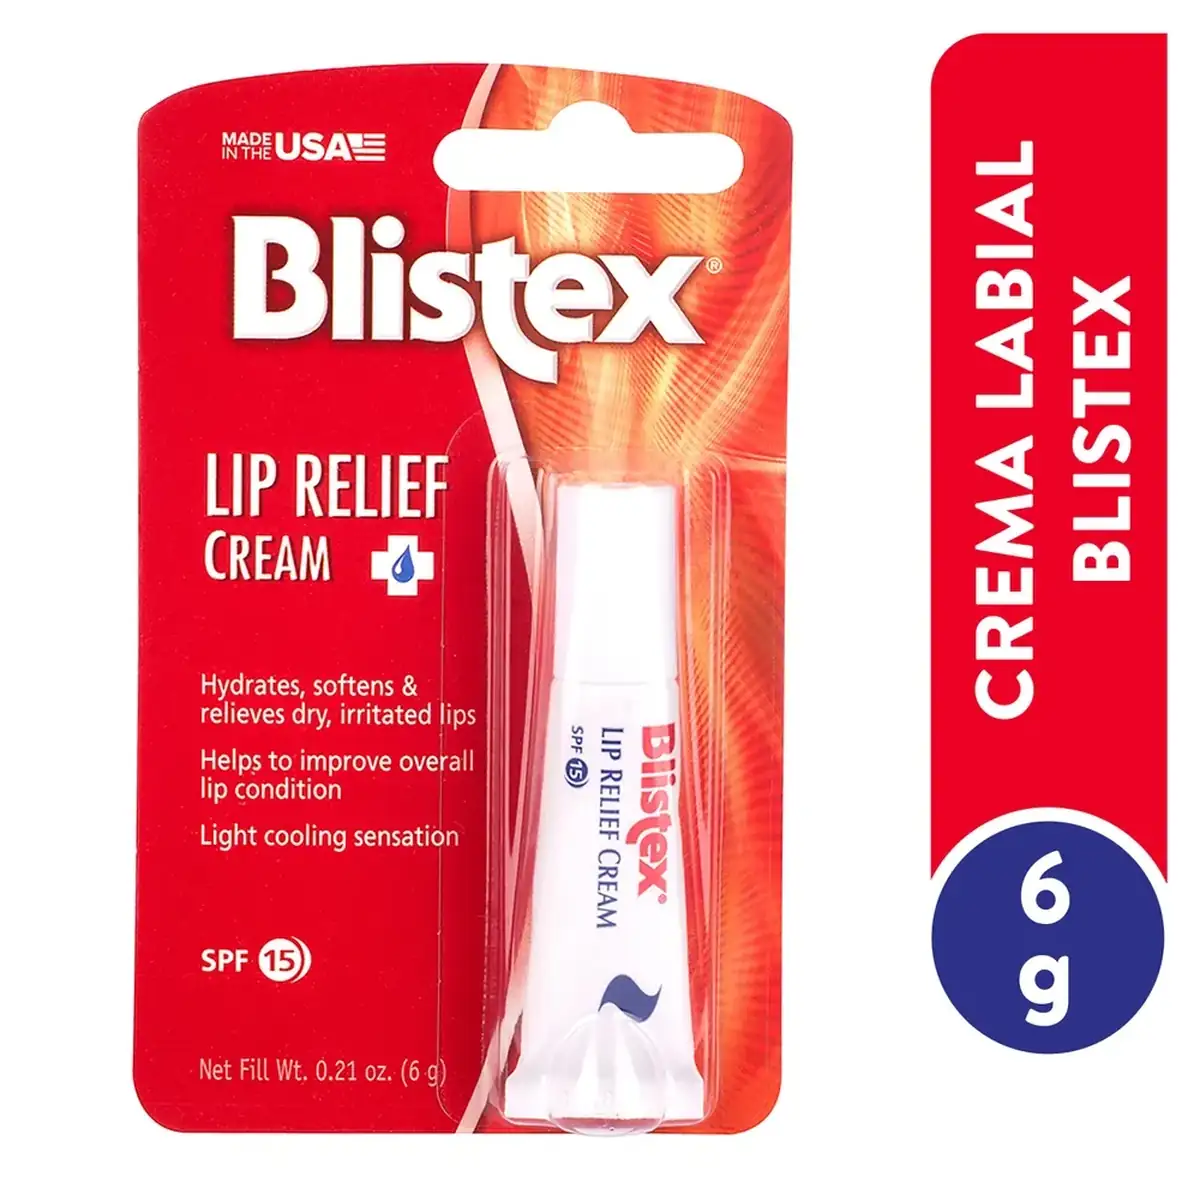 MADE
IN THE USA
Blistex®
LIP RELIEF
CREAM
Hydrates, softens &
relieves dry, irritated lips
Helps to improve overall
lip condition
Light cooling sensation
SPF 15
Net Fill Wt. 0.21 oz. (6 g)
Blistex®
LIP RELIEF CREAM
SPF 15
CREMA LABIAL
BLISTEX
6
g